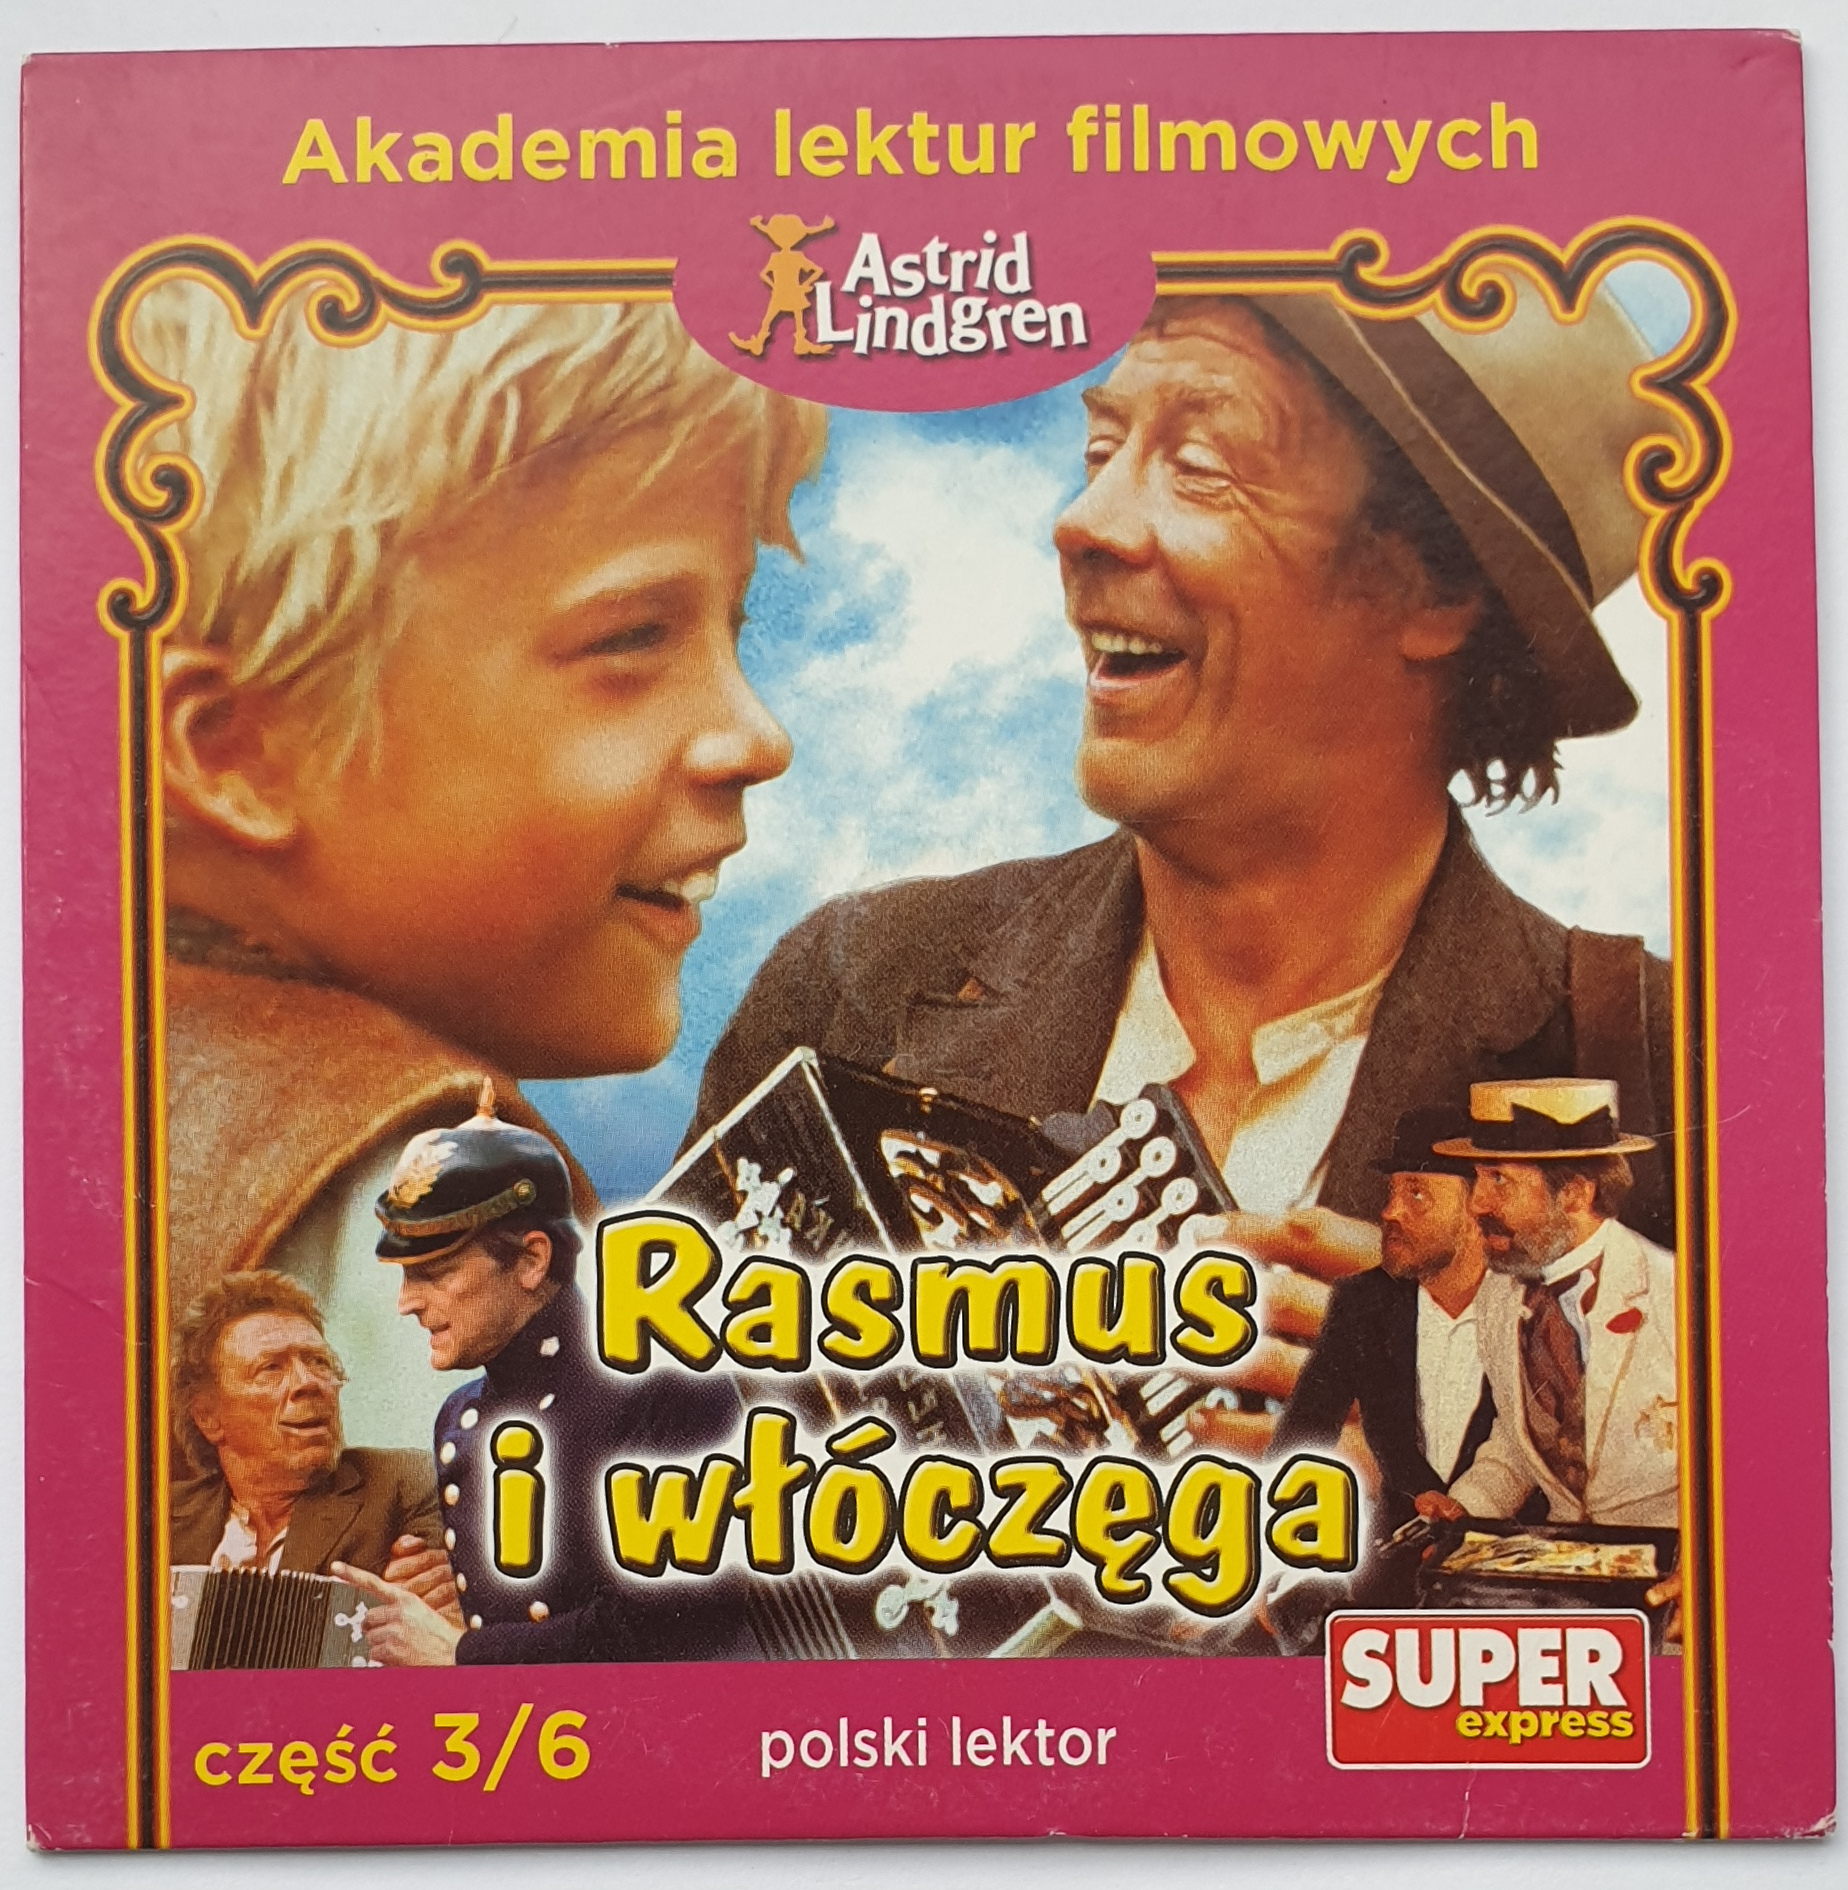 Akademia lektur filmowych
Astrid
Lindgren
Rasmus
i włóczęga
część 3/6
polski lektor
SUPER
express